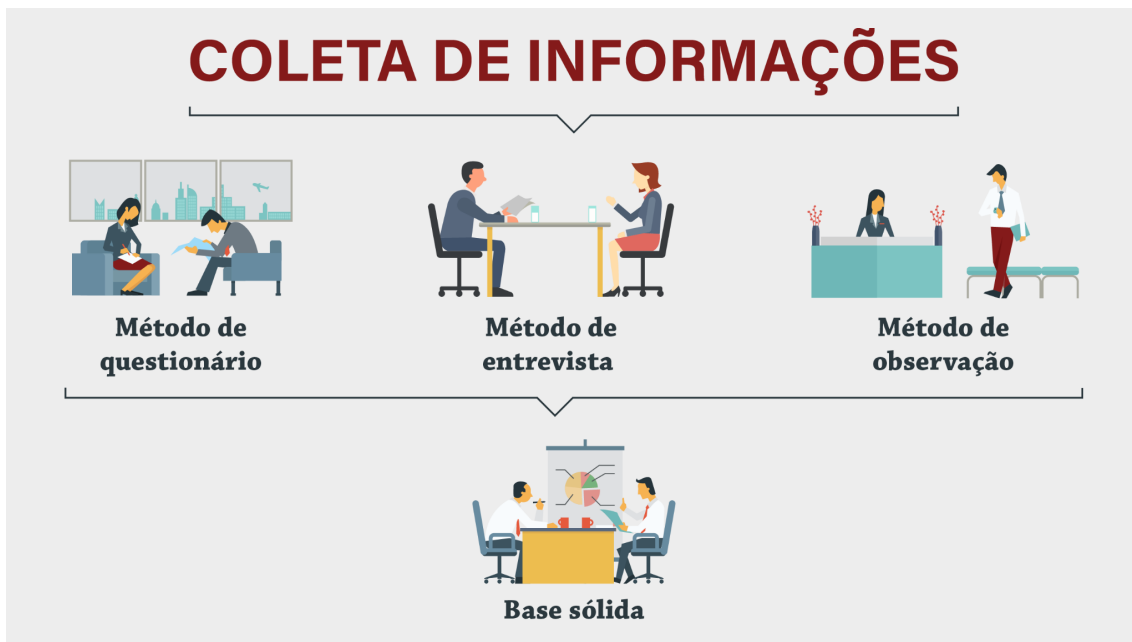 COLETA DE INFORMAÇÕES
Método de
questionário
Método de
entrevista
Método de
observação
Base sólida